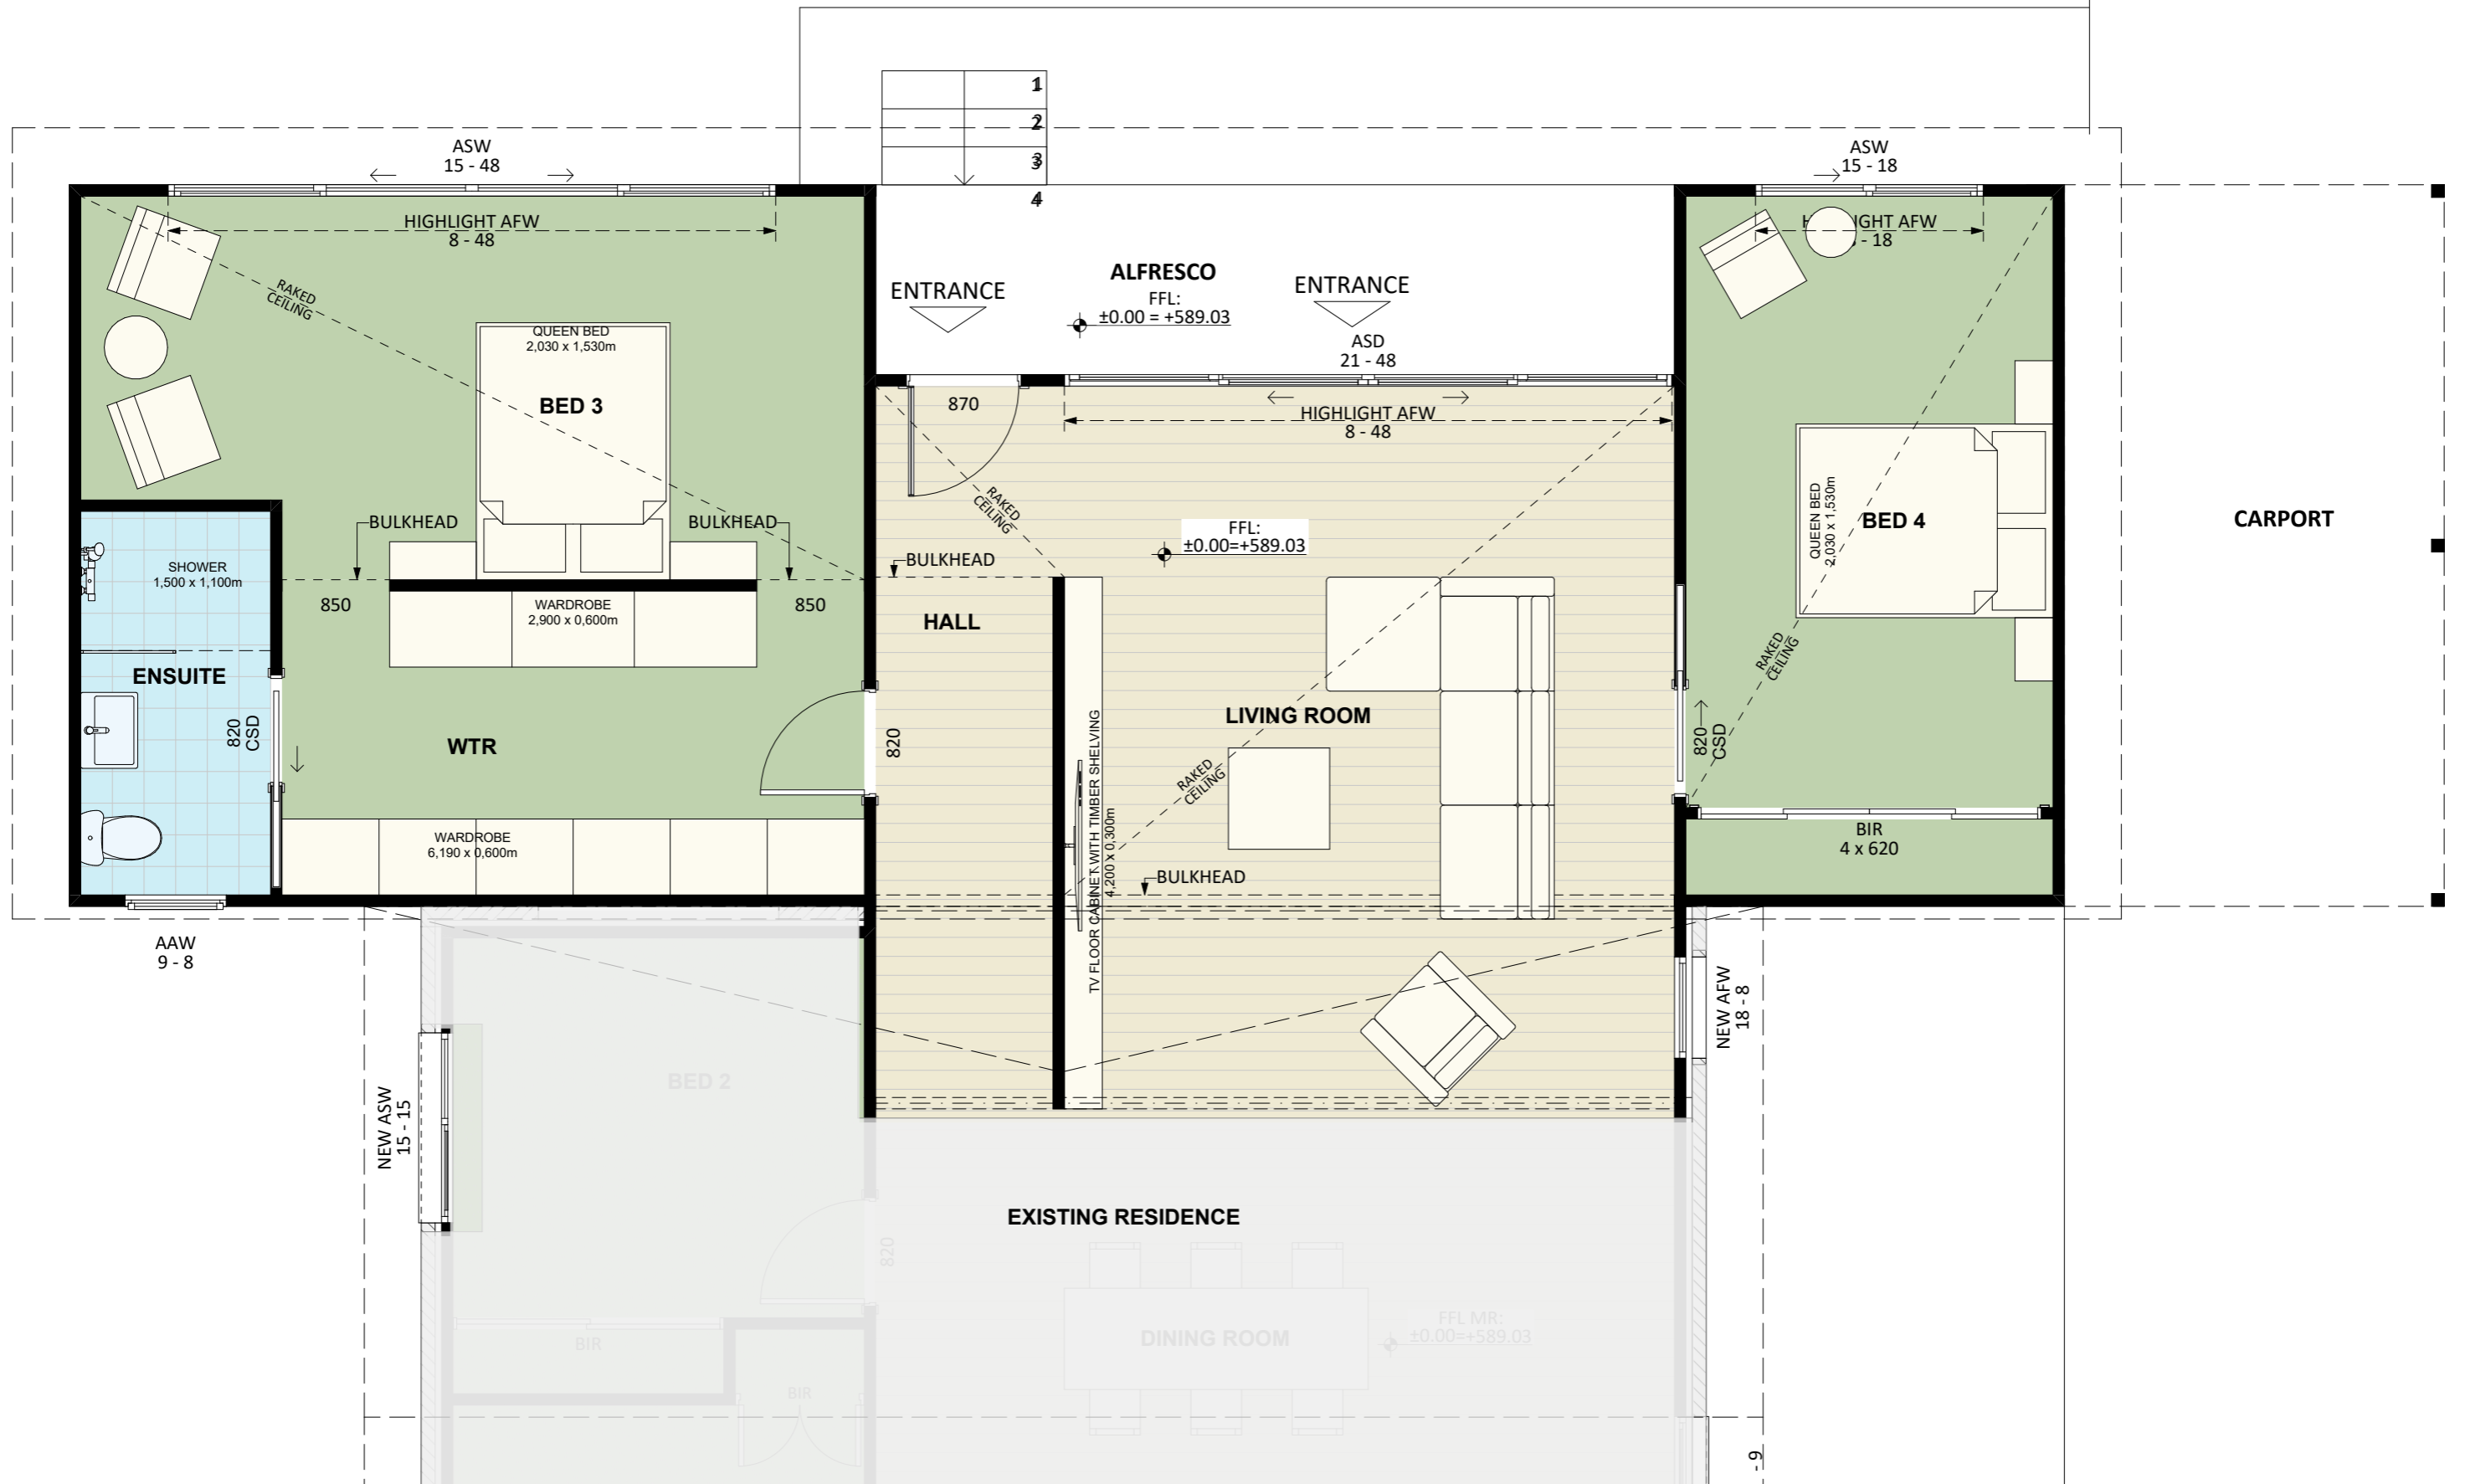 1
2
3
4
ASW
15 - 48
ASW
15 - 18
HIGHLIGHT AFW
8 - 48
- 18
RAKED
CEILING
ENTRANCE
ALFRESCO
FFL:
±0.00 = +589.03
ENTRANCE
ASD
21 - 48
QUEEN BED
2,030 x 1,530m
BED 3
870
HIGHLIGHT AFW
8 - 48
RAKED
CEILING
BULKHEAD
BULKHEAD
BULKHEAD
FFL:
±0.00=+589.03
QUEEN BED
2,030 x 1,530m
BED 4
CARPORT
SHOWER
1,500 x 1,100m
850
WARDROBE
2,900 x 0,600m
850
HALL
RAKED
CEILING
ENSUITE
820
CSD
WTR
820
TV FLOOR CABINET WITH TIMBER SHELVING
4,200 x 0,300m
LIVING ROOM
RAKED
CEILING
820
CSD
WARDROBE
6,190 x 0,600m
BULKHEAD
BIR
4 x 620
AAW
9 - 8
NEW AFW
18 - 8
BED 2
NEW ASW
15 - 15
EXISTING RESIDENCE
820
BIR
DINING ROOM
FFL MR:
±0.00=+589.03
BIR
- 9